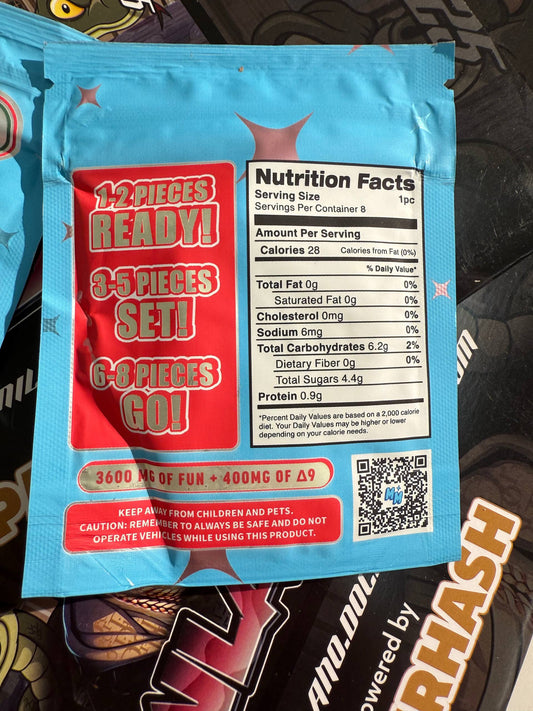 1-2 PIECES
READY!
3-5 PIECES
SET!
6-8 PIECES
GO!
Nutrition Facts
Serving Size 1pc
Servings Per Container 8
Amount Per Serving
Calories 28 Calories from Fat (0%)
% Daily Value*
Total Fat 0g 0%
Saturated Fat 0g 0%
Cholesterol 0mg 0%
Sodium 6mg 0%
Total Carbohydrates 6.2g 2%
Dietary Fiber 0g 0%
Total Sugars 4.4g
Protein 0.9g
*Percent Daily Values are based on a 2,000 calorie
diet. Your Daily Values may be higher or lower
depending on your calorie needs.
3600 MG OF FUN + 400MG OF Δ9
KEEP AWAY FROM CHILDREN AND PETS.
CAUTION: REMEMBER TO ALWAYS BE SAFE AND DO NOT
OPERATE VEHICLES WHILE USING THIS PRODUCT.
powered by